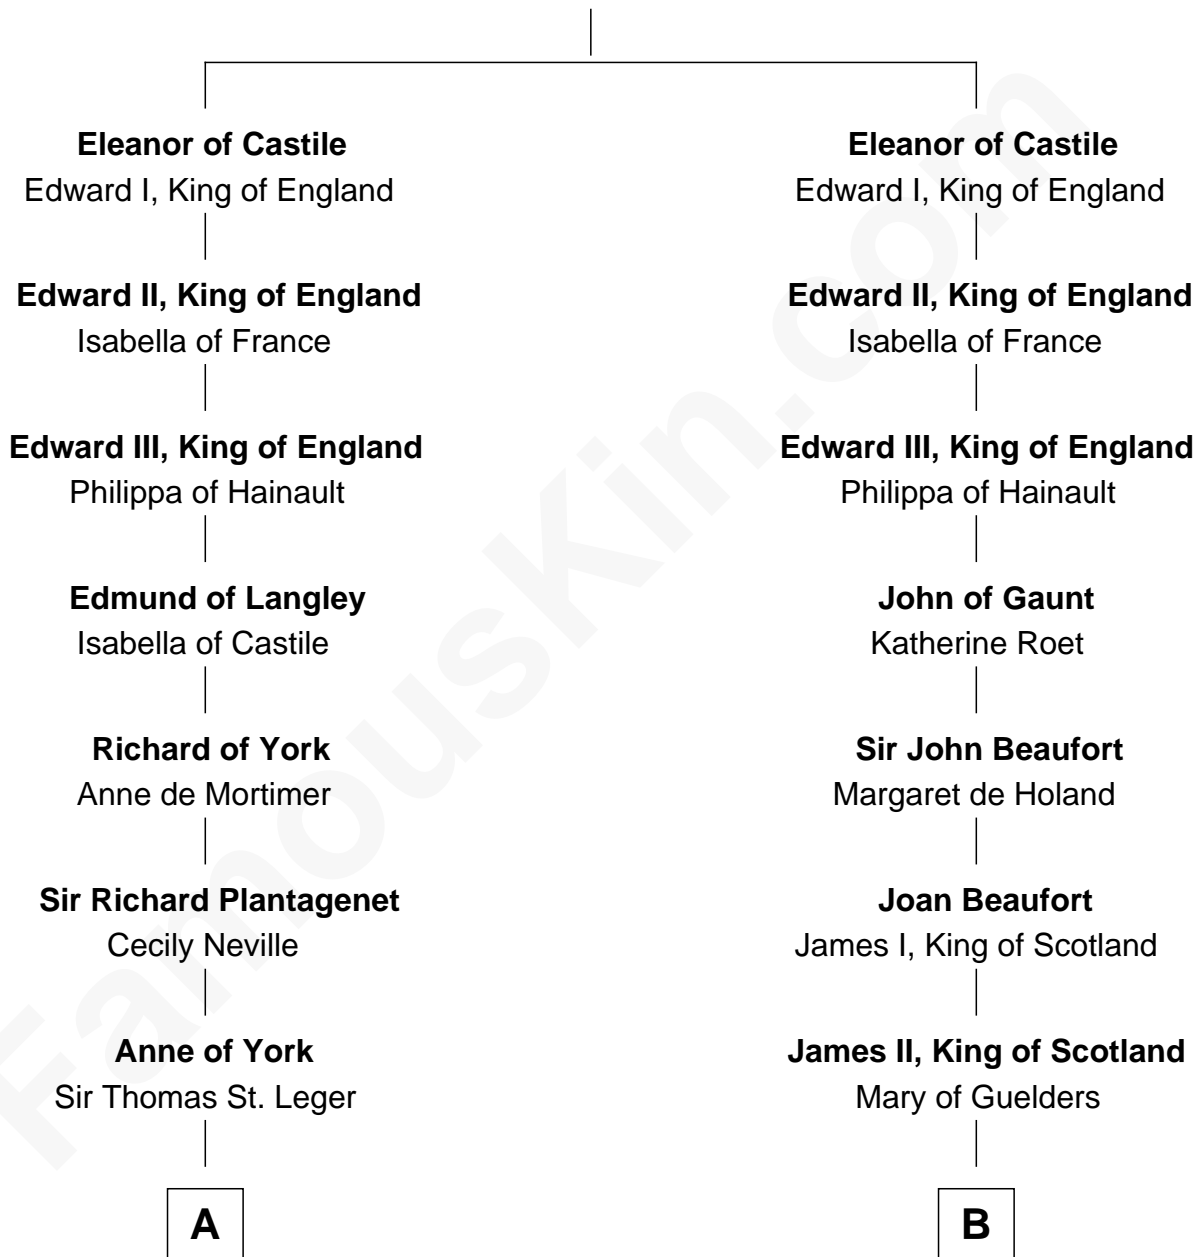 Eleanor of Castile
Edward I, King of England
Edward II, King of England
Isabella of France
Edward III, King of England
Philippa of Hainault
Edmund of Langley
Isabella of Castile
Richard of York
Anne de Mortimer
Sir Richard Plantagenet
Cecily Neville
Anne of York
Sir Thomas St. Leger
A
Eleanor of Castile
Edward I, King of England
Edward II, King of England
Isabella of France
Edward III, King of England
Philippa of Hainault
John of Gaunt
Katherine Roet
Sir John Beaufort
Margaret de Holand
Joan Beaufort
James I, King of Scotland
James II, King of Scotland
Mary of Guelders
B
FamousKin.com